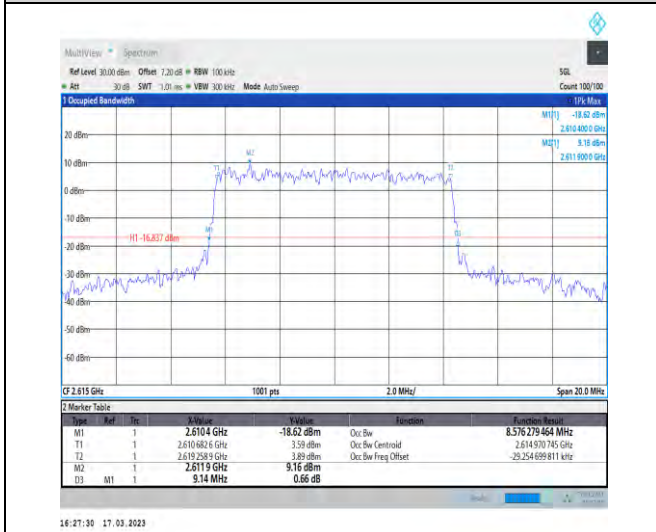 MultiView Spectrum
Ref Level 30.00 dBm Offset 7.20 dB RBW 100 kHz SGL
Att 30 dB SWT 1.01 ms VBW 300 kHz Mode Auto Sweep Count 100/100
1 Occupied Bandwidth 1Pk Max
M1[1] -18.62 dBm
2.610 400 0 GHz
20 dBm
M2[1] 9.16 dBm
2.611 900 0 GHz
M2
10 dBm
T1 T2
0 dBm
-10 dBm
M1 D3
H1 -16.837 dBm
-20 dBm
-30 dBm
-40 dBm
-50 dBm
-60 dBm
CF 2.615 GHz 1001 pts 2.0 MHz/ Span 20.0 MHz
2 Marker Table
Type Ref Trc X-Value Y-Value Function Function Result
M1 1 2.6104 GHz -18.62 dBm Occ Bw 8.576 279 464 MHz
T1 1 2.610 682 6 GHz 3.59 dBm Occ Bw Centroid 2.614 970 745 GHz
T2 1 2.619 258 9 GHz 3.89 dBm Occ Bw Freq Offset -29.254 699 811 kHz
M2 1 2.611 9 GHz 9.16 dBm
D3 M1 1 9.14 MHz 0.66 dB
16:27:30 17.03.2023